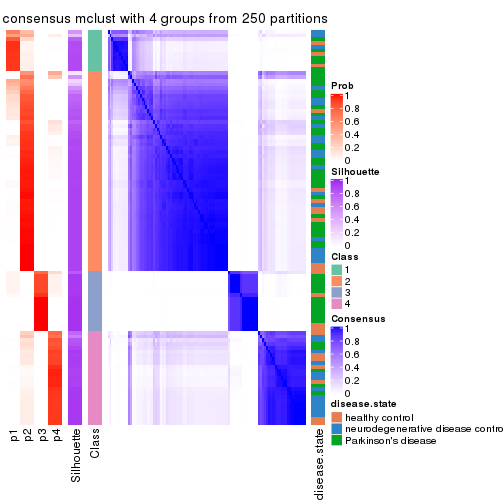 consensus mclust with 4 groups from 250 partitions
Prob
1
0.8
0.6
0.4
0.2
0
Silhouette
1
0.8
0.6
0.4
0.2
0
Class
1
2
3
4
Consensus
1
0.8
0.6
0.4
0.2
0
disease.state
healthy control
neurodegenerative disease contro
Parkinson's disease
p1
p2
p3
p4
Silhouette
Class
disease.state